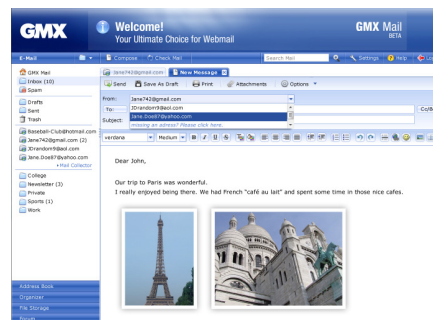 GMX
Welcome!
Your Ultimate Choice for Webmail
GMX Mail
BETA
E-Mail
Compose
Check Mail
Search Mail
Settings
Help
GMX Mail
Inbox (10)
Spam
Drafts
Sent
Trash
Baseball-Club@hotmail.com
Jane742@gmail.com (2)
JDrandom9@aol.com
Jane.Doe87@yahoo.com
Mail Collector
College
Newsletter (3)
Private
Sports (1)
Work
Address Book
Organizer
File Storage
Forum
Jane742@gmail.com
New Message
Send
Save As Draft
Print
Attachments
Options
From:
Jane742@gmail.com
To:
JDrandom9@aol.com
Jane.Doe87@yahoo.com
Subject:
missing an adress? Please click here.
verdana
Medium
B I U S
Dear John,
Our trip to Paris was wonderful.
I really enjoyed being there. We had French "café au lait" and spent some time in those nice cafes.